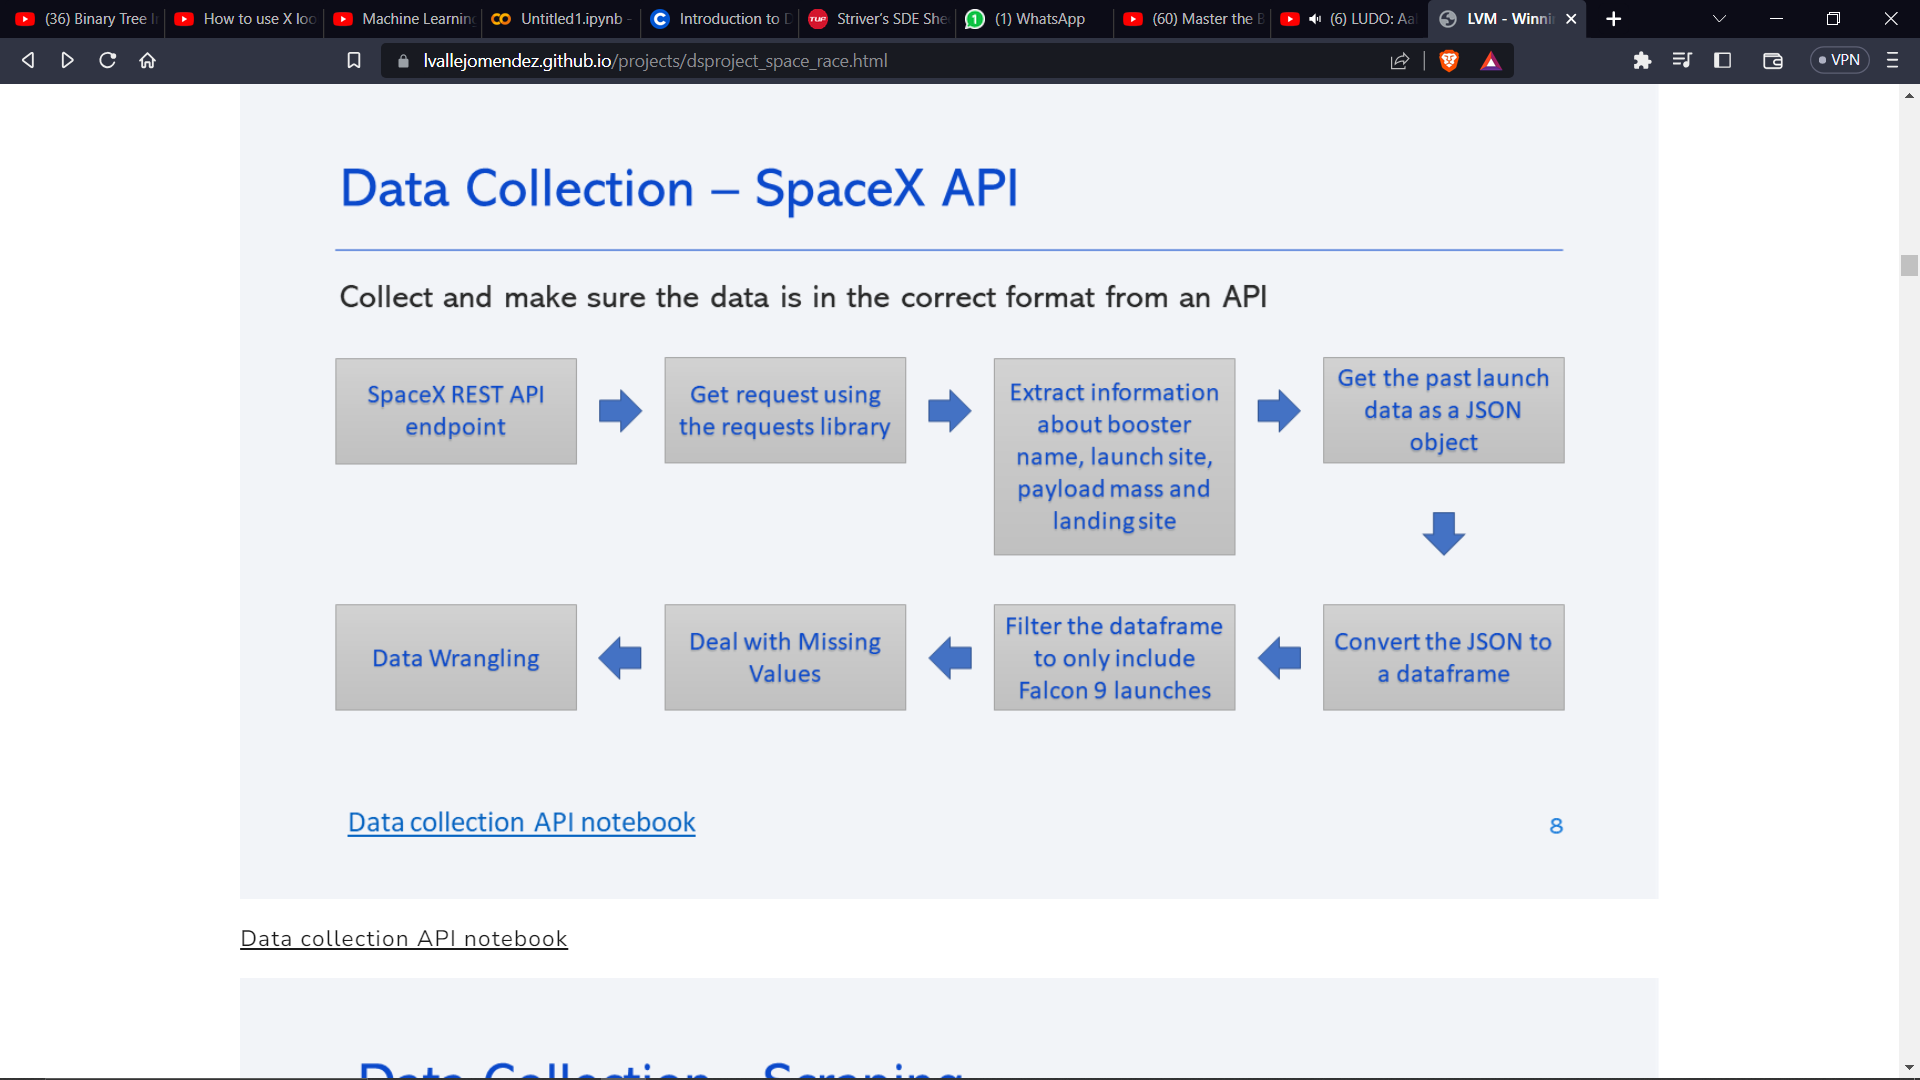 (36) Binary Tree
How to use X loo
Machine Learning
Untitled1.ipynb -
Introduction to D
Striver's SDE She
(1) WhatsApp
(60) Master the B
(6) LUDO: Aa
LVM - Winni
lvallejomendez.github.io/projects/dsproject_space_race.html
VPN
Data Collection – SpaceX API
Collect and make sure the data is in the correct format from an API
SpaceX REST API
endpoint
Get request using
the requests library
Extract information
about booster
name, launch site,
payload mass and
landing site
Get the past launch
data as a JSON
object
Convert the JSON to
a dataframe
Filter the dataframe
to only include
Falcon 9 launches
Deal with Missing
Values
Data Wrangling
Data collection API notebook
8
Data collection API notebook
Data Collection - Scraping